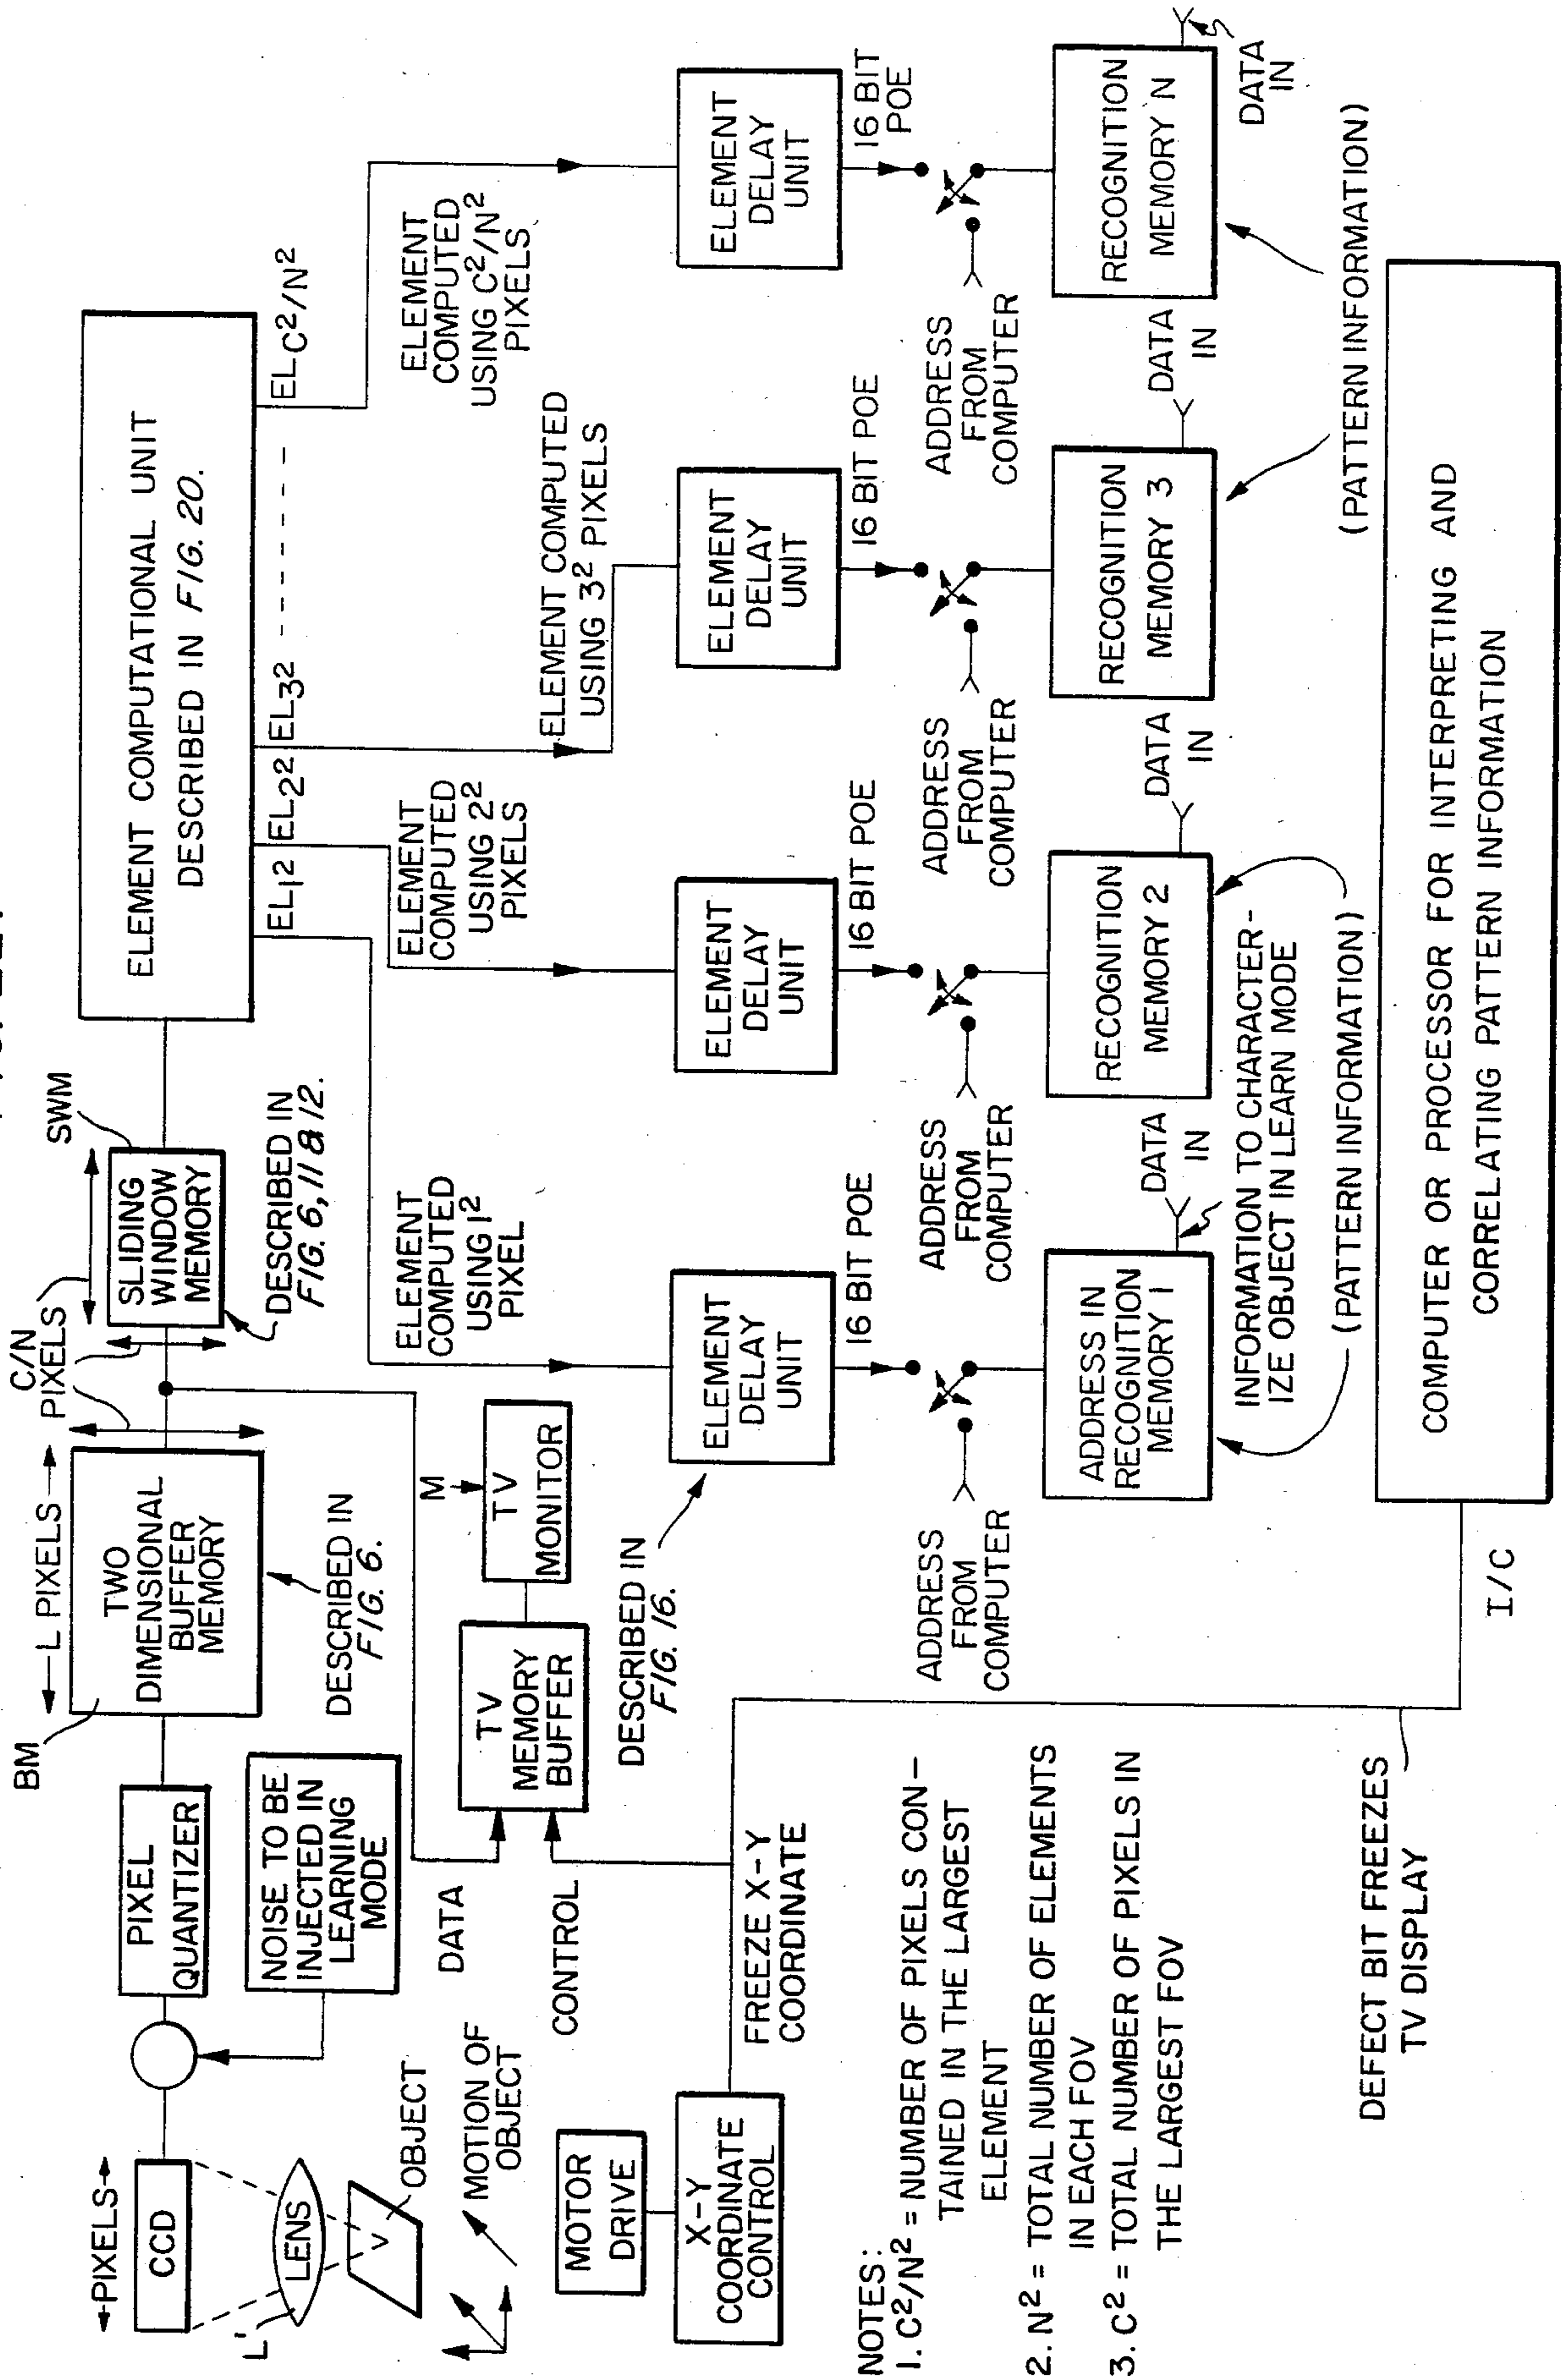 BM
← L PIXELS →
C/N
PIXELS
SWM
←PIXELS→
CCD
PIXEL
QUANTIZER
TWO
DIMENSIONAL
BUFFER
MEMORY
SLIDING
WINDOW
MEMORY
ELEMENT COMPUTATIONAL UNIT
DESCRIBED IN FIG. 20.
L'
LENS
OBJECT
MOTION OF
OBJECT
NOISE TO BE
INJECTED IN
LEARNING
MODE
DESCRIBED IN
FIG. 6.
DESCRIBED IN
FIG. 6, 11 & 12.
EL1²
EL2²
EL3²
ELC²/N²
DATA
CONTROL
TV
MEMORY
BUFFER
M
TV
MONITOR
ELEMENT
COMPUTED
USING 1²
PIXEL
ELEMENT
COMPUTED
USING 2²
PIXELS
ELEMENT COMPUTED
USING 3² PIXELS
ELEMENT
COMPUTED
USING C²/N²
PIXELS
MOTOR
DRIVE
X-Y
COORDINATE
CONTROL
FREEZE X-Y
COORDINATE
DESCRIBED IN
FIG. 16.
ELEMENT
DELAY
UNIT
ELEMENT
DELAY
UNIT
ELEMENT
DELAY
UNIT
ELEMENT
DELAY
UNIT
16 BIT POE
16 BIT POE
16 BIT POE
16 BIT
POE
ADDRESS
FROM
COMPUTER
ADDRESS
FROM
COMPUTER
ADDRESS
FROM
COMPUTER
ADDRESS
FROM
COMPUTER
ADDRESS IN
RECOGNITION
MEMORY 1
DATA
IN
RECOGNITION
MEMORY 2
DATA
IN
RECOGNITION
MEMORY 3
DATA
IN
RECOGNITION
MEMORY N
DATA
IN
INFORMATION TO CHARACTER-
IZE OBJECT IN LEARN MODE
(PATTERN INFORMATION)
(PATTERN INFORMATION)
COMPUTER OR PROCESSOR FOR INTERPRETING AND
CORRELATING PATTERN INFORMATION
I/C
DEFECT BIT FREEZES
TV DISPLAY
NOTES:
1. C²/N² = NUMBER OF PIXELS CON-
TAINED IN THE LARGEST
ELEMENT
2. N² = TOTAL NUMBER OF ELEMENTS
IN EACH FOV
3. C² = TOTAL NUMBER OF PIXELS IN
THE LARGEST FOV